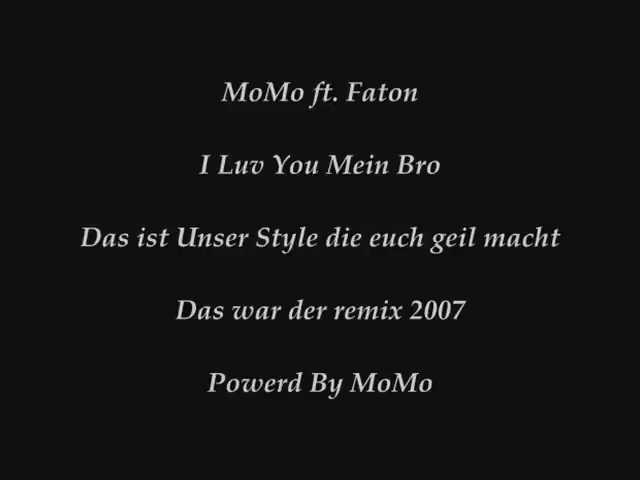 MoMo ft. Faton
I Luv You Mein Bro
Das ist Unser Style die euch geil macht
Das war der remix 2007
Powerd By MoMo